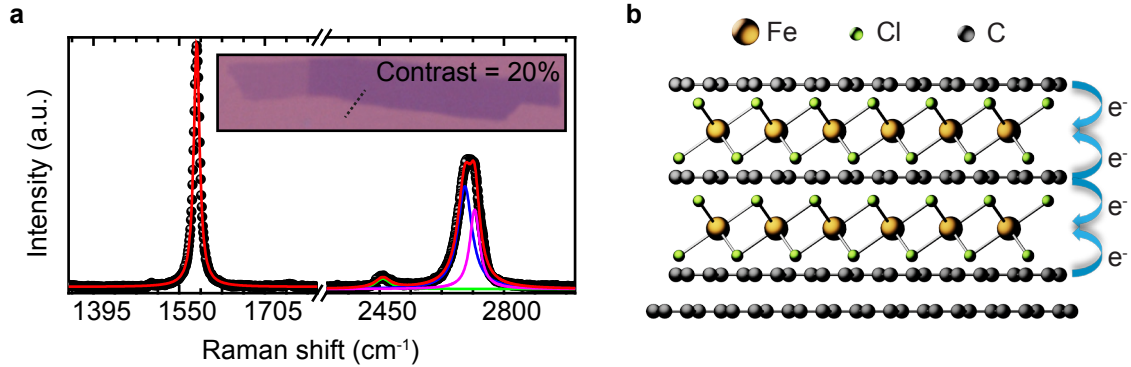 a
Contrast = 20%
Intensity (a.u.)
1395 1550 1705 2450 2800
Raman shift (cm⁻¹)
b
Fe Cl C
e⁻
e⁻
e⁻
e⁻